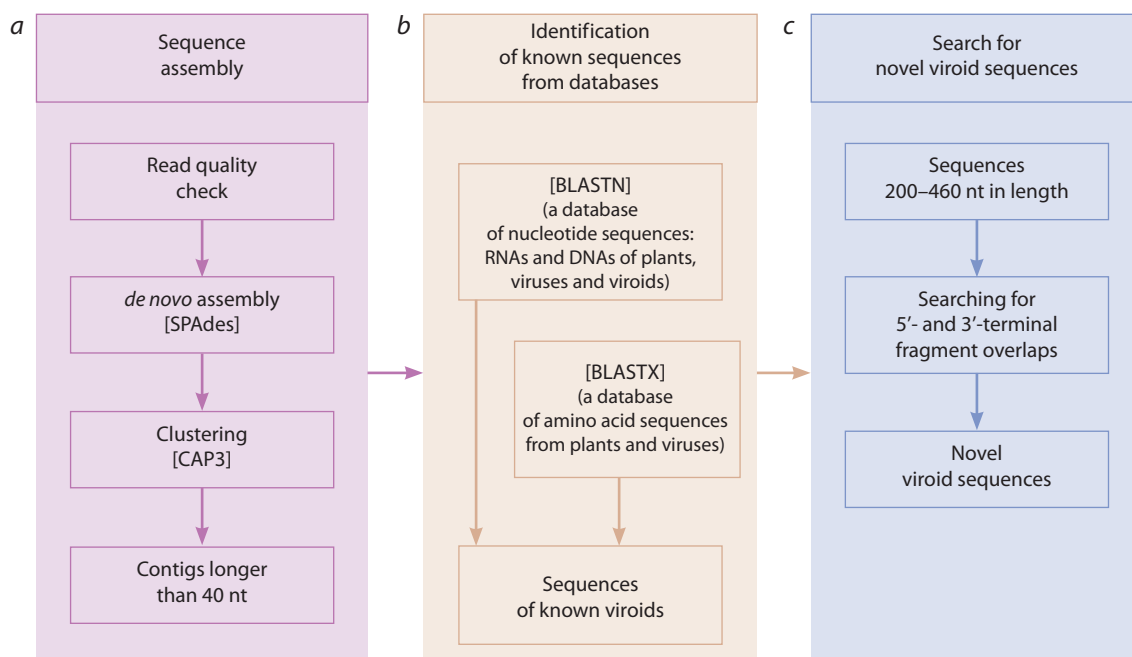 a
Sequence
assembly
Read quality
check
de novo assembly
[SPAdes]
Clustering
[CAP3]
Contigs longer
than 40 nt
b
Identification
of known sequences
from databases
[BLASTN]
(a database
of nucleotide sequences:
RNAs and DNAs of plants,
viruses and viroids)
[BLASTX]
(a database
of amino acid sequences
from plants and viruses)
Sequences
of known viroids
c
Search for
novel viroid sequences
Sequences
200–460 nt in length
Searching for
5′- and 3′-terminal
fragment overlaps
Novel
viroid sequences